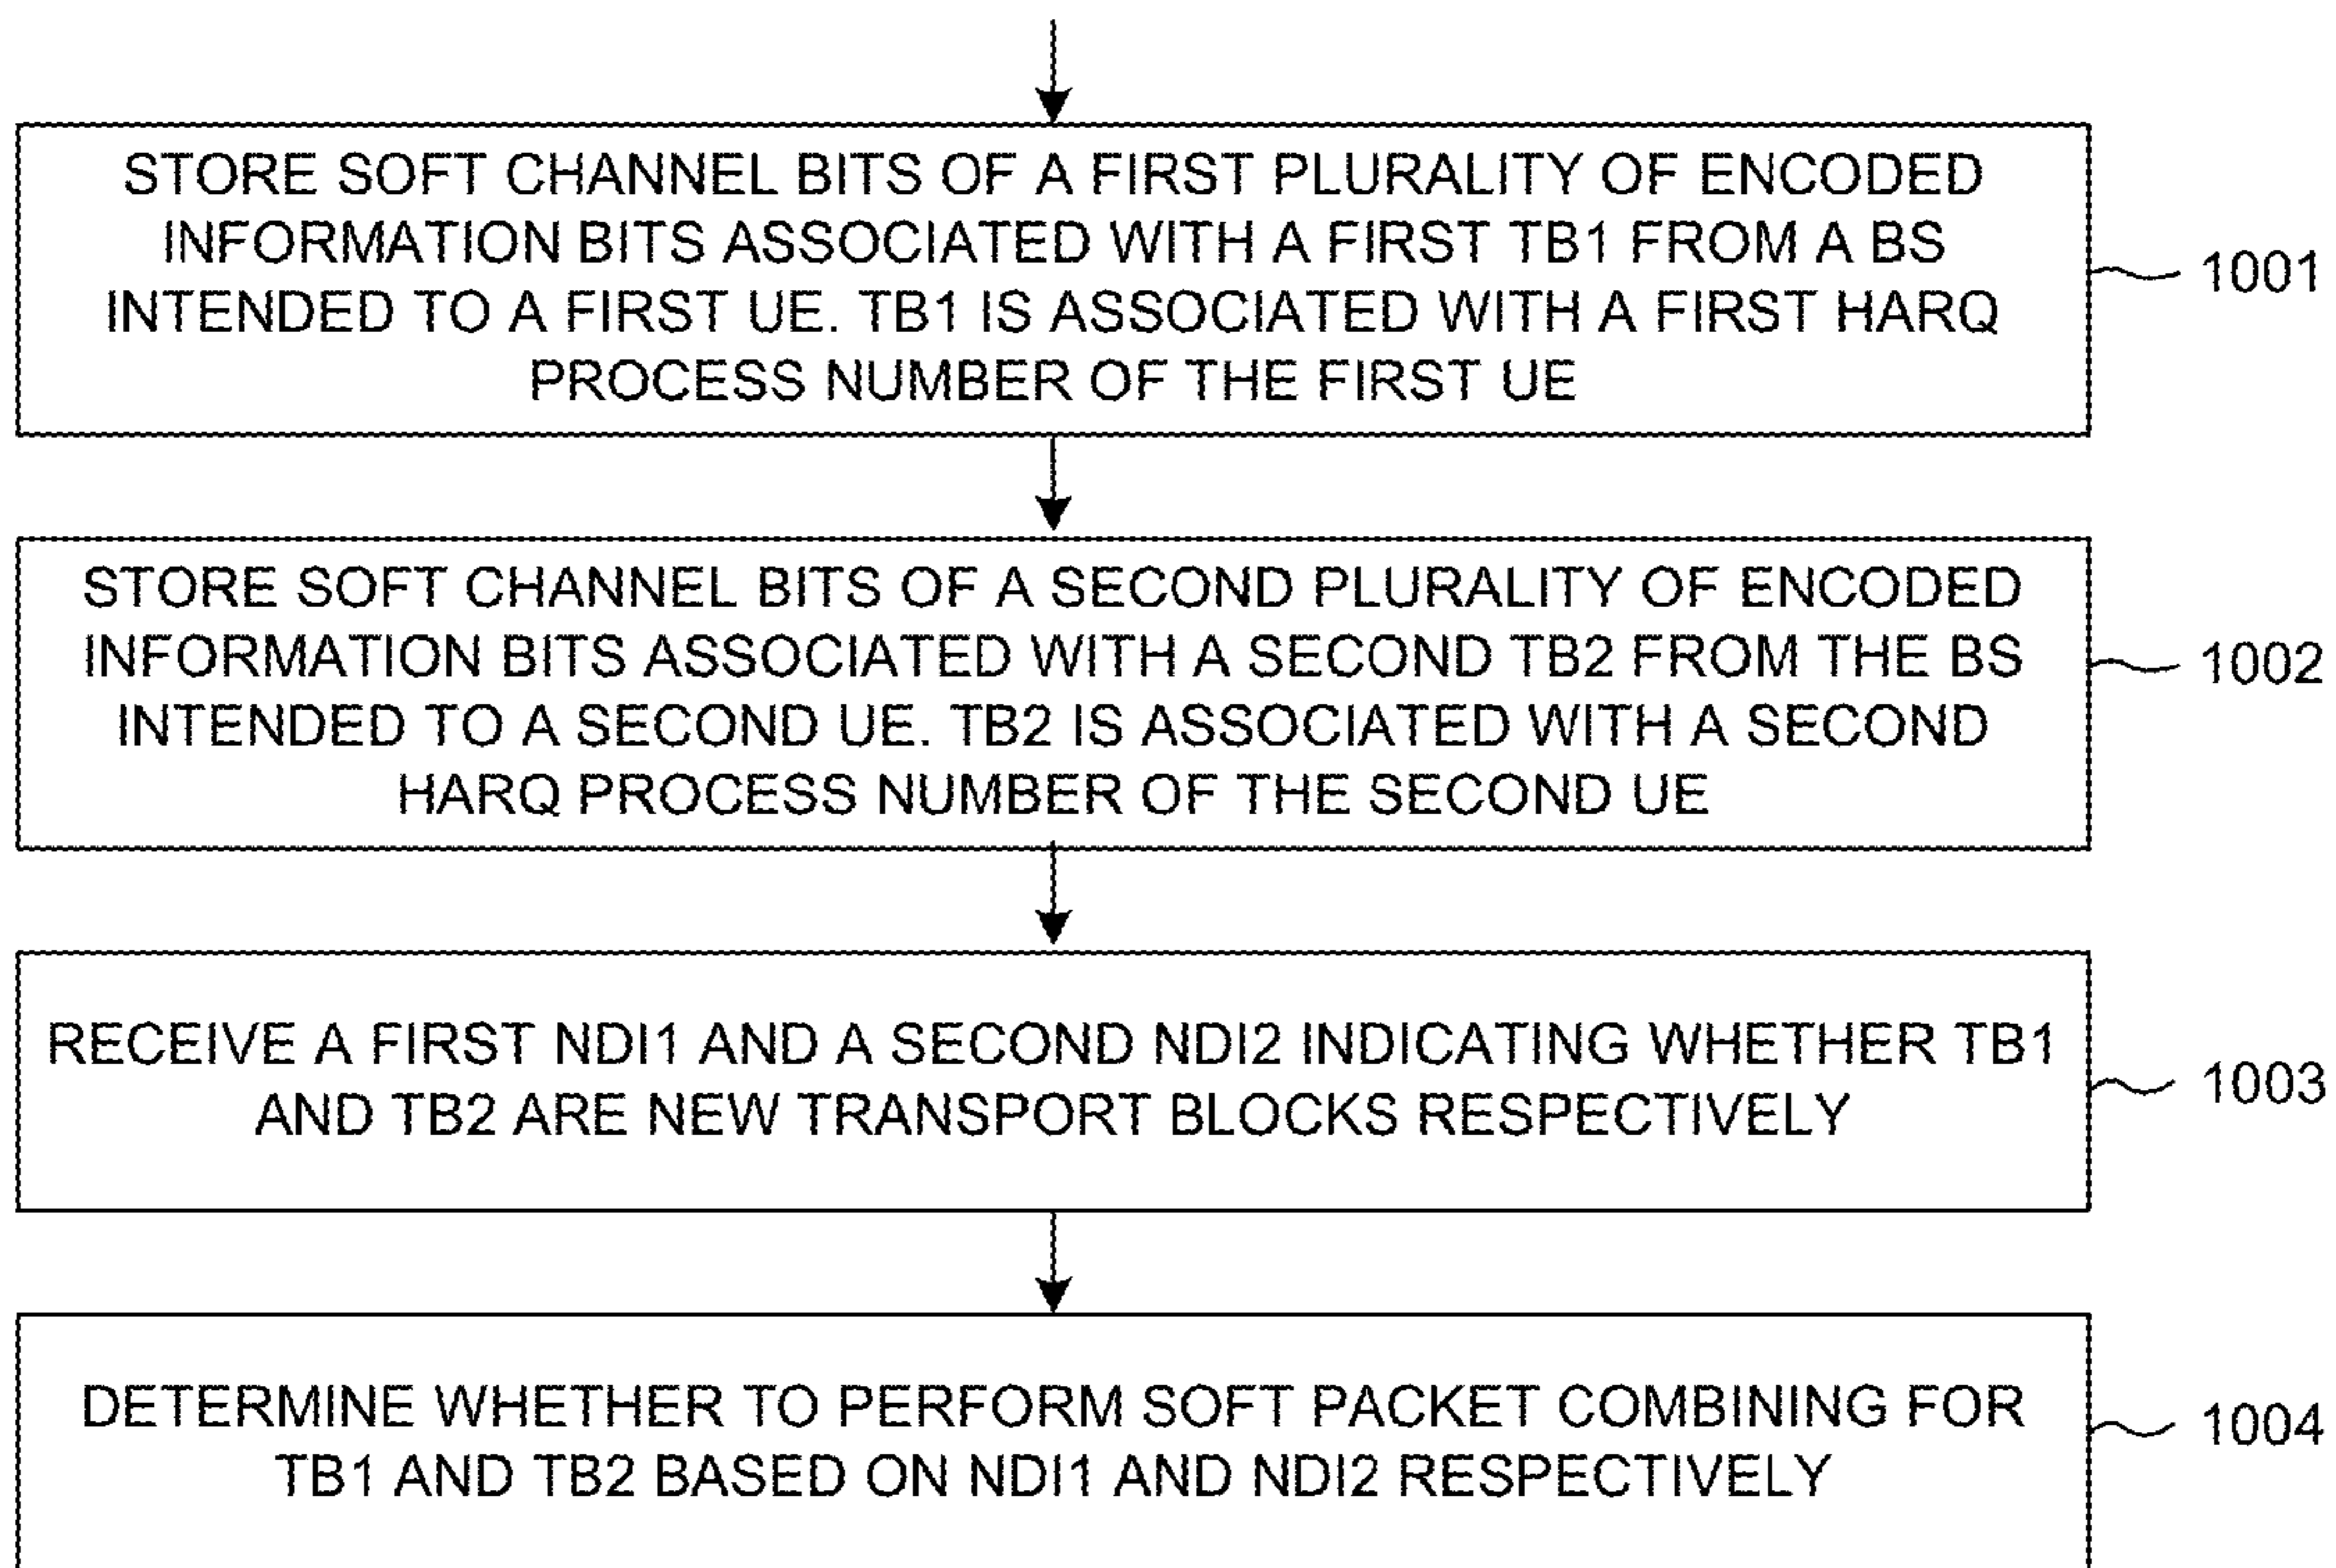 STORE SOFT CHANNEL BITS OF A FIRST PLURALITY OF ENCODED
INFORMATION BITS ASSOCIATED WITH A FIRST TB1 FROM A BS
INTENDED TO A FIRST UE. TB1 IS ASSOCIATED WITH A FIRST HARQ
PROCESS NUMBER OF THE FIRST UE
1001
STORE SOFT CHANNEL BITS OF A SECOND PLURALITY OF ENCODED
INFORMATION BITS ASSOCIATED WITH A SECOND TB2 FROM THE BS
INTENDED TO A SECOND UE. TB2 IS ASSOCIATED WITH A SECOND
HARQ PROCESS NUMBER OF THE SECOND UE
1002
RECEIVE A FIRST NDI1 AND A SECOND NDI2 INDICATING WHETHER TB1
AND TB2 ARE NEW TRANSPORT BLOCKS RESPECTIVELY
1003
DETERMINE WHETHER TO PERFORM SOFT PACKET COMBINING FOR
TB1 AND TB2 BASED ON NDI1 AND NDI2 RESPECTIVELY
1004